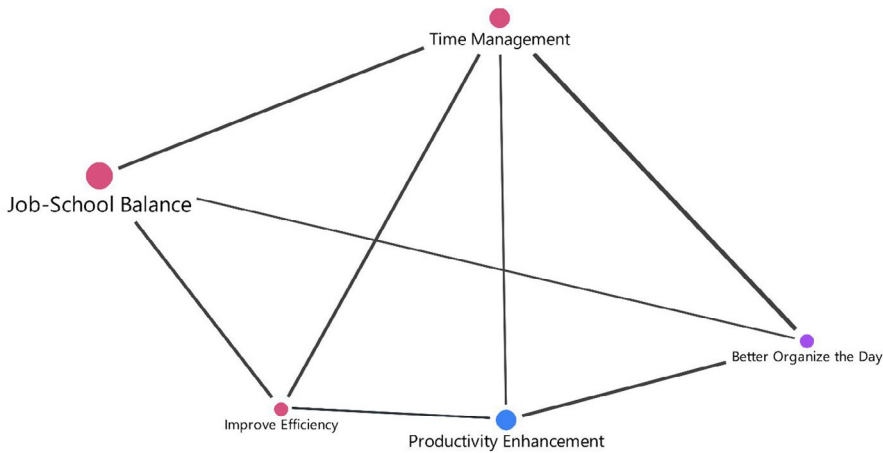 Time Management
Job-School Balance
Better Organize the Day
Improve Efficiency
Productivity Enhancement